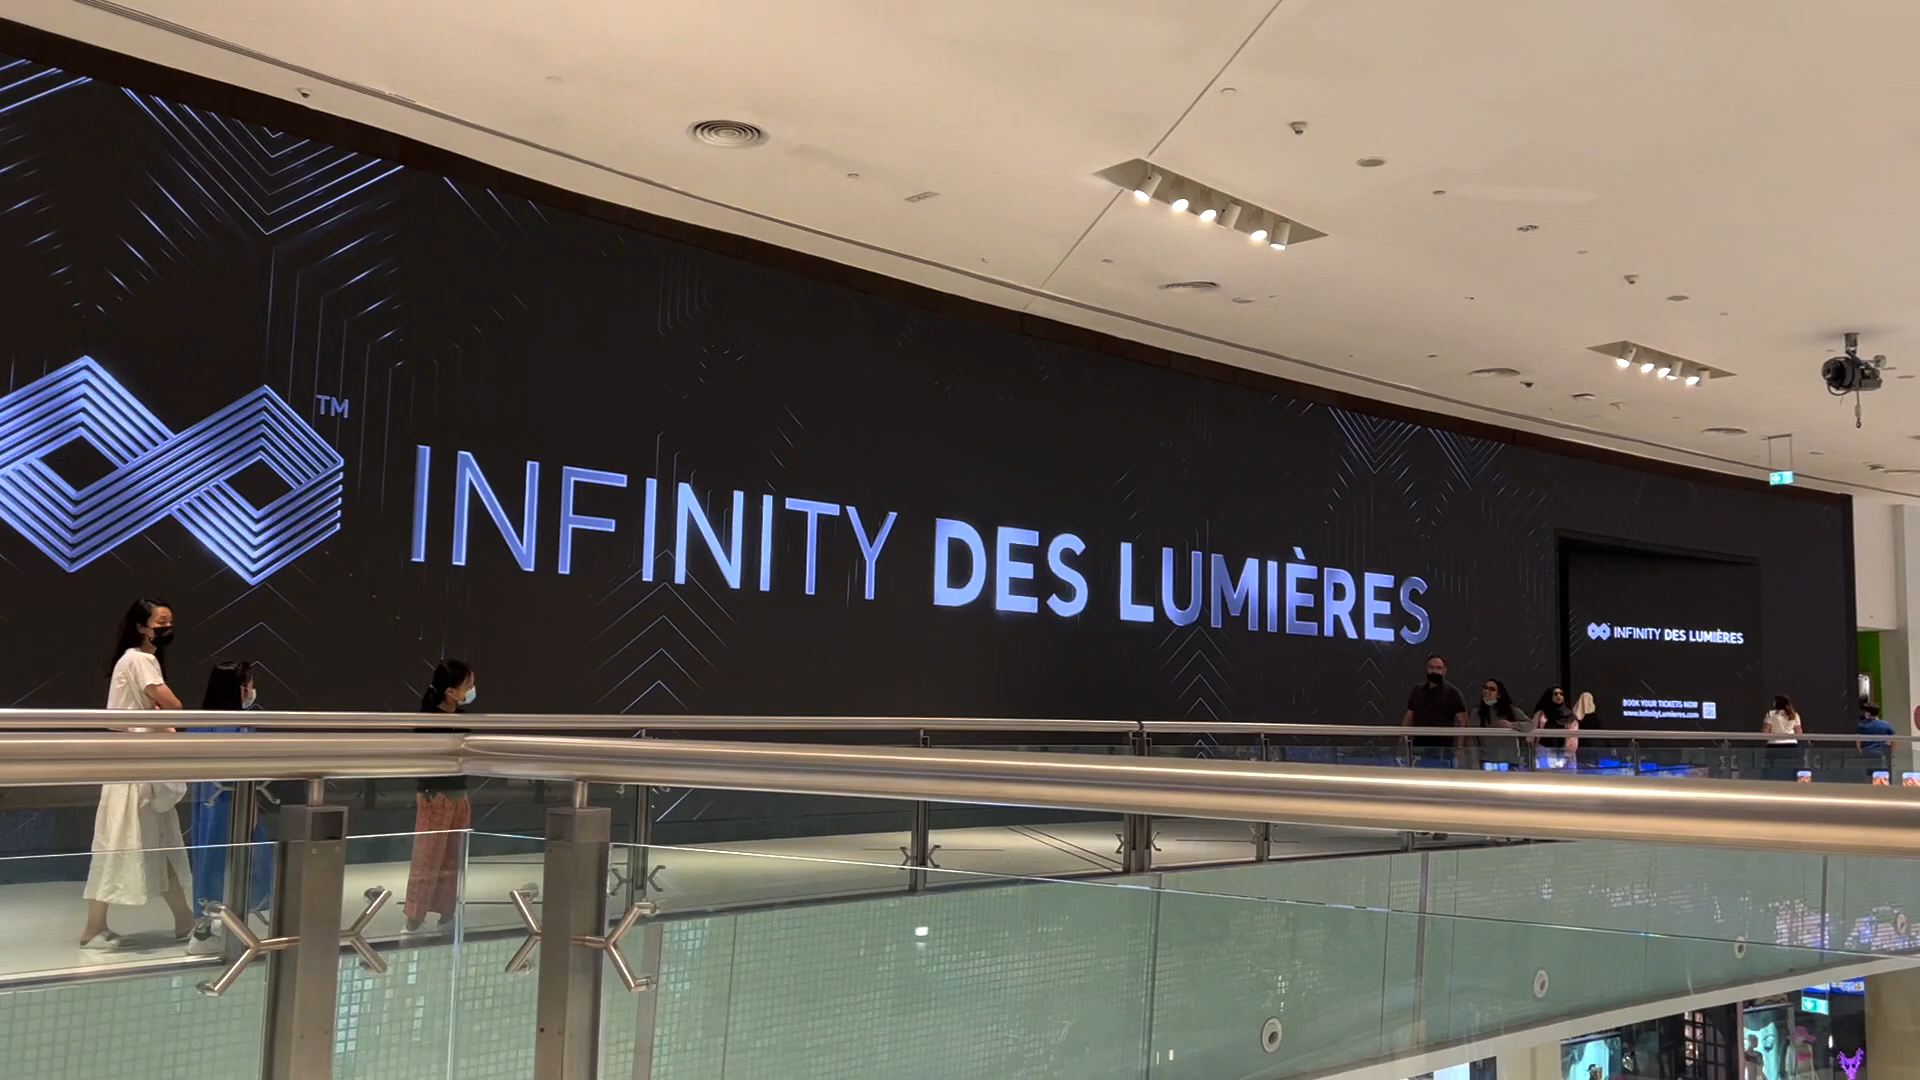 TM
INFINITY DES LUMIÈRES
INFINITY DES LUMIÈRES
BOOK YOUR TICKETS NOW
www.infinitylumieres.com